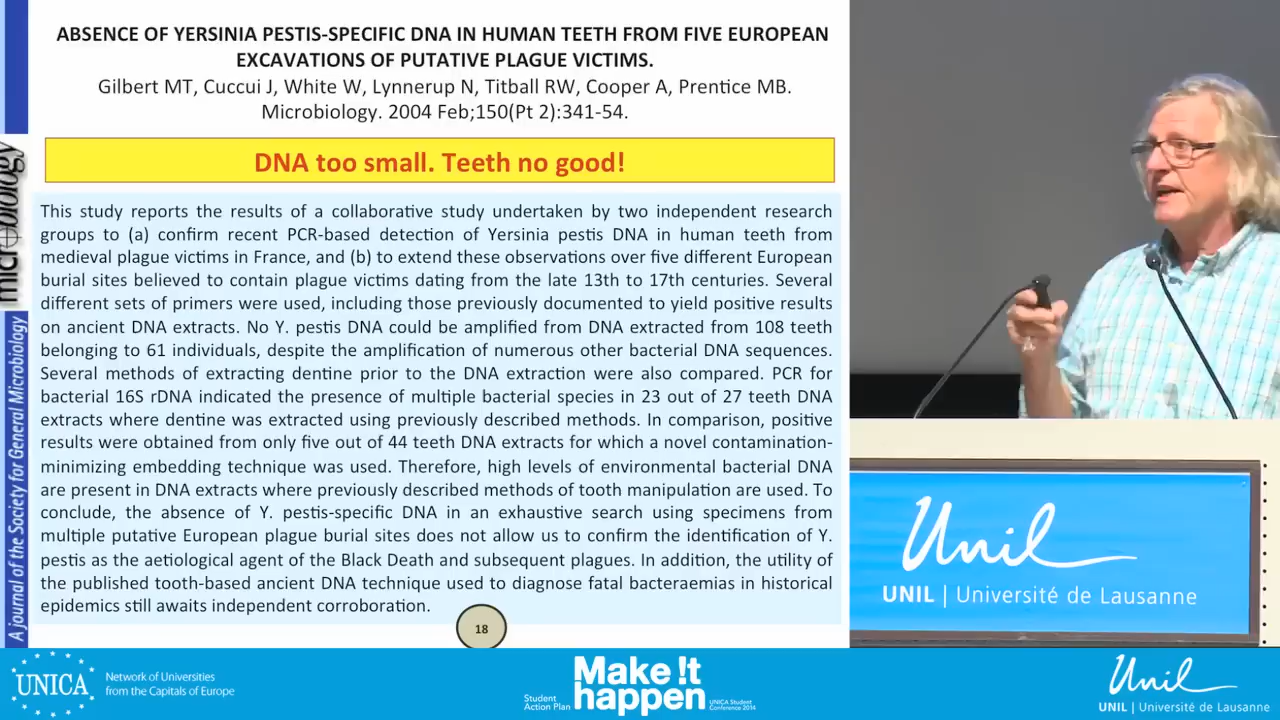 ABSENCE OF YERSINIA PESTIS-SPECIFIC DNA IN HUMAN TEETH FROM FIVE EUROPEAN
EXCAVATIONS OF PUTATIVE PLAGUE VICTIMS.
Gilbert MT, Cuccui J, White W, Lynnerup N, Titball RW, Cooper A, Prentice MB.
Microbiology. 2004 Feb;150(Pt 2):341-54.
DNA too small. Teeth no good!
This study reports the results of a collaborative study undertaken by two independent research
groups to (a) confirm recent PCR-based detection of Yersinia pestis DNA in human teeth from
medieval plague victims in France, and (b) to extend these observations over five different European
burial sites believed to contain plague victims dating from the late 13th to 17th centuries. Several
different sets of primers were used, including those previously documented to yield positive results
on ancient DNA extracts. No Y. pestis DNA could be amplified from DNA extracted from 108 teeth
belonging to 61 individuals, despite the amplification of numerous other bacterial DNA sequences.
Several methods of extracting dentine prior to the DNA extraction were also compared. PCR for
bacterial 16S rDNA indicated the presence of multiple bacterial species in 23 out of 27 teeth DNA
extracts where dentine was extracted using previously described methods. In comparison, positive
results were obtained from only five out of 44 teeth DNA extracts for which a novel contamination-
minimizing embedding technique was used. Therefore, high levels of environmental bacterial DNA
are present in DNA extracts where previously described methods of tooth manipulation are used. To
conclude, the absence of Y. pestis-specific DNA in an exhaustive search using specimens from
multiple putative European plague burial sites does not allow us to confirm the identification of Y.
pestis as the aetiological agent of the Black Death and subsequent plagues. In addition, the utility of
the published tooth-based ancient DNA technique used to diagnose fatal bacteraemias in historical
epidemics still awaits independent corroboration.
18
microbiology
A journal of the Society for General Microbiology
Unil
UNIL | Université de Lausanne
UNICA
Network of Universities
from the Capitals of Europe
Student
Action Plan
Make !t
happen
UNICA Student
Conference 2014
Unil
UNIL | Université de Lausanne